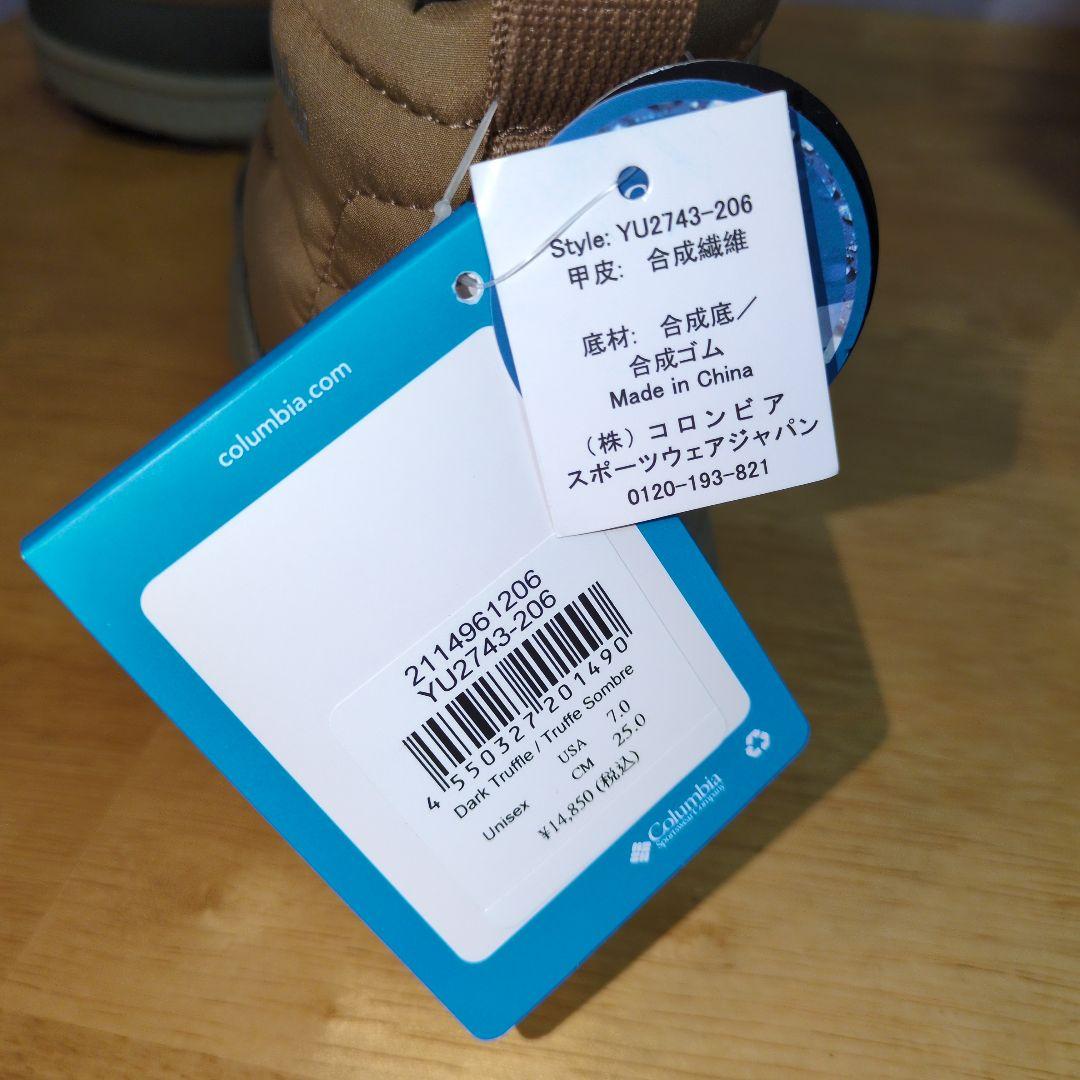 Style: YU2743-206
甲皮: 合成繊維
底材: 合成底／
合成ゴム
Made in China
（株）コロンビア
スポーツウェアジャパン
0120-193-821
columbia.com
2114961206
YU2743-206
4 550327 201490
Dark Truffle / Truffe Sombre
USA 7.0
Unisex CM 25.0
¥14,850 (税込)
Columbia
Sportswear Company